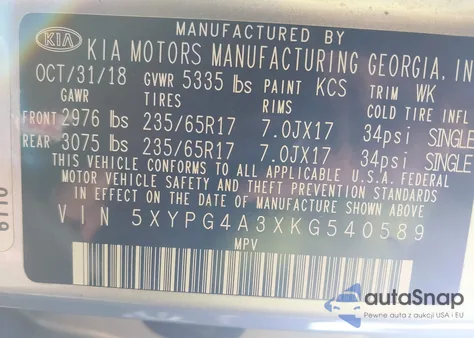 MANUFACTURED BY
KIA KIA MOTORS MANUFACTURING GEORGIA, IN
OCT/31/18 GVWR 5335 lbs PAINT KCS TRIM WK
GAWR TIRES RIMS COLD TIRE INFL
FRONT 2976 lbs 235/65R17 7.0JX17 34psi SINGLE
REAR 3075 lbs 235/65R17 7.0JX17 34psi SINGLE
THIS VEHICLE CONFORMS TO ALL APPLICABLE U.S.A. FEDERAL
MOTOR VEHICLE SAFETY AND THEFT PREVENTION STANDARDS
IN EFFECT ON THE DATE OF MANUFACTURE SHOWN ABOVE.
VIN 5XYPG4A3XKG540589
MPV
0119
autoSnap
Pewne auta z aukcji USA i EU